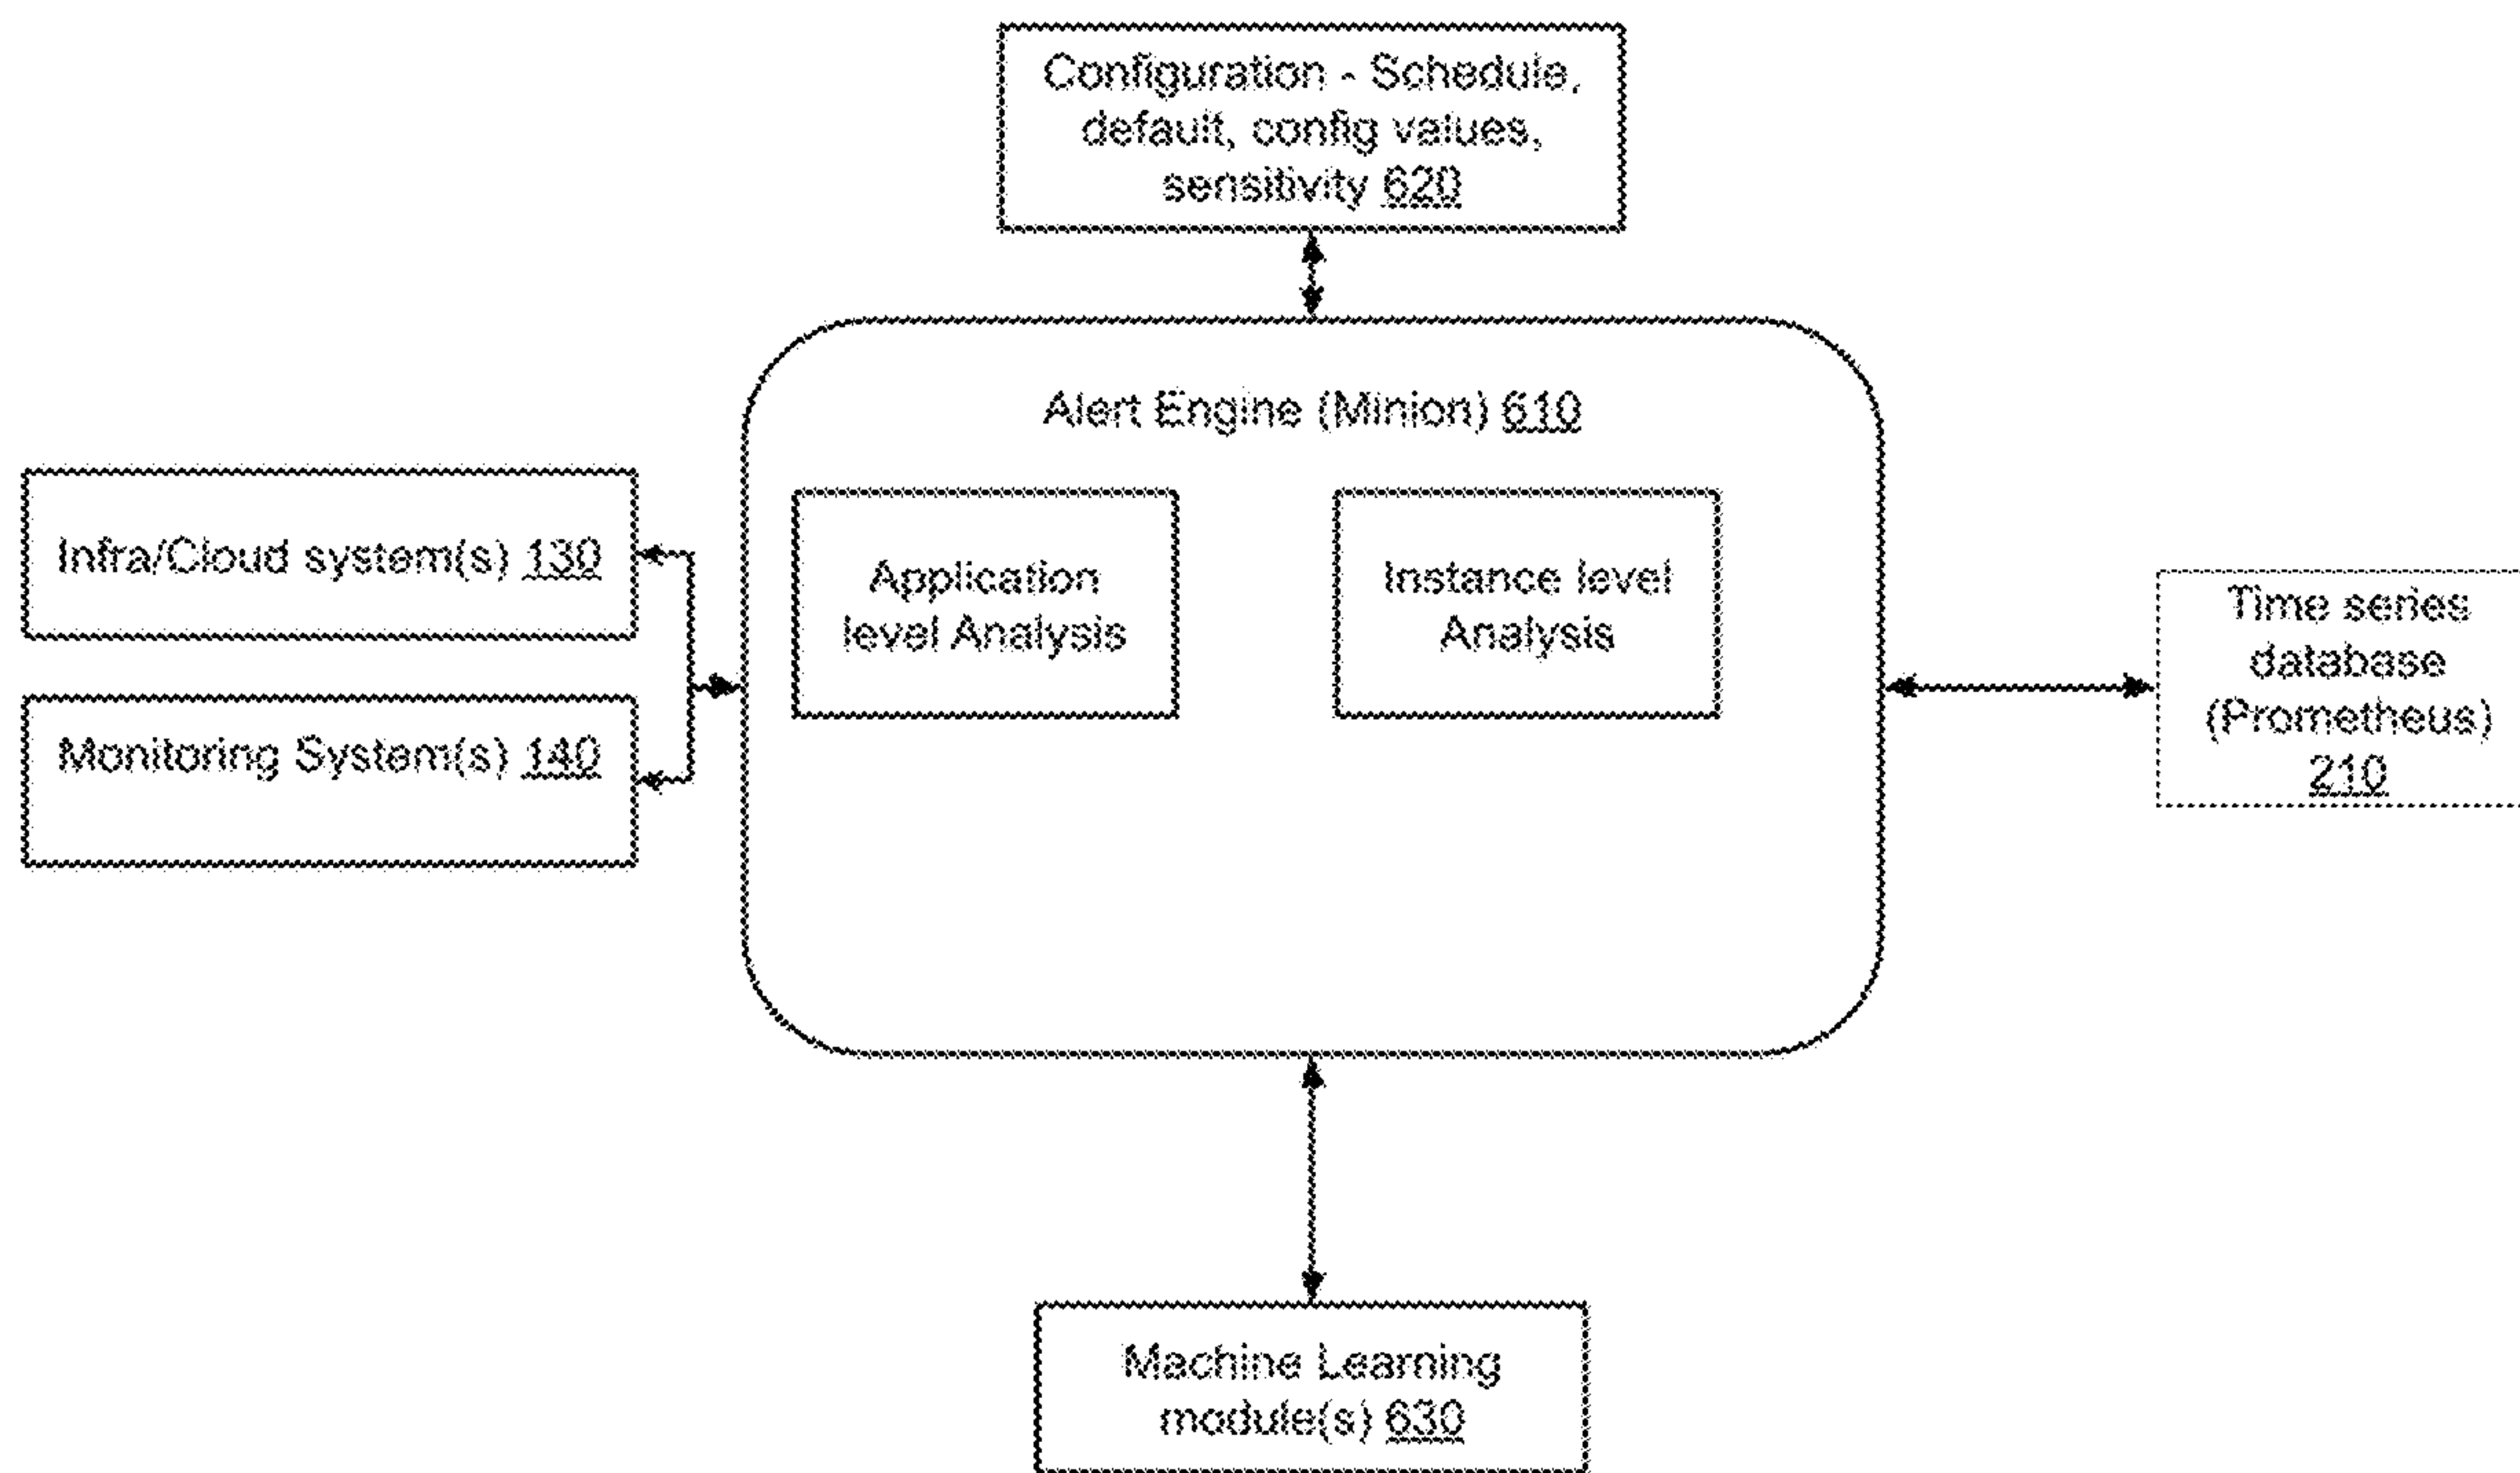 Configuration - Schedule,
default, config values,
sensitivity 620
Alert Engine (Minion) 610
Infra/Cloud system(s) 130
Application
level Analysis
Instance level
Analysis
Monitoring System(s) 140
Time series
database
(Prometheus)
210
Machine Learning
module(s) 630